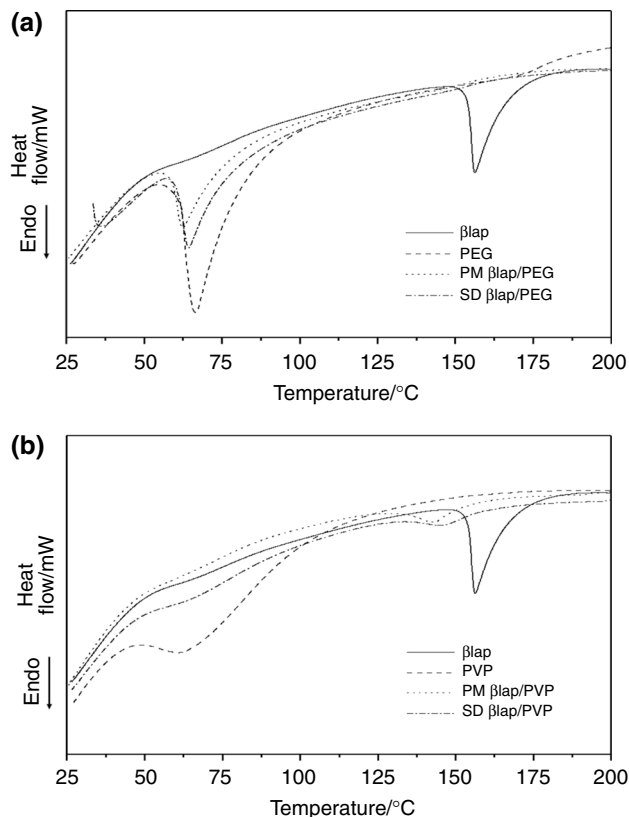 (a)
Heat
flow/mW
Endo
βlap
PEG
PM βlap/PEG
SD βlap/PEG
25 50 75 100 125 150 175 200
Temperature/°C
(b)
Heat
flow/mW
Endo
βlap
PVP
PM βlap/PVP
SD βlap/PVP
25 50 75 100 125 150 175 200
Temperature/°C